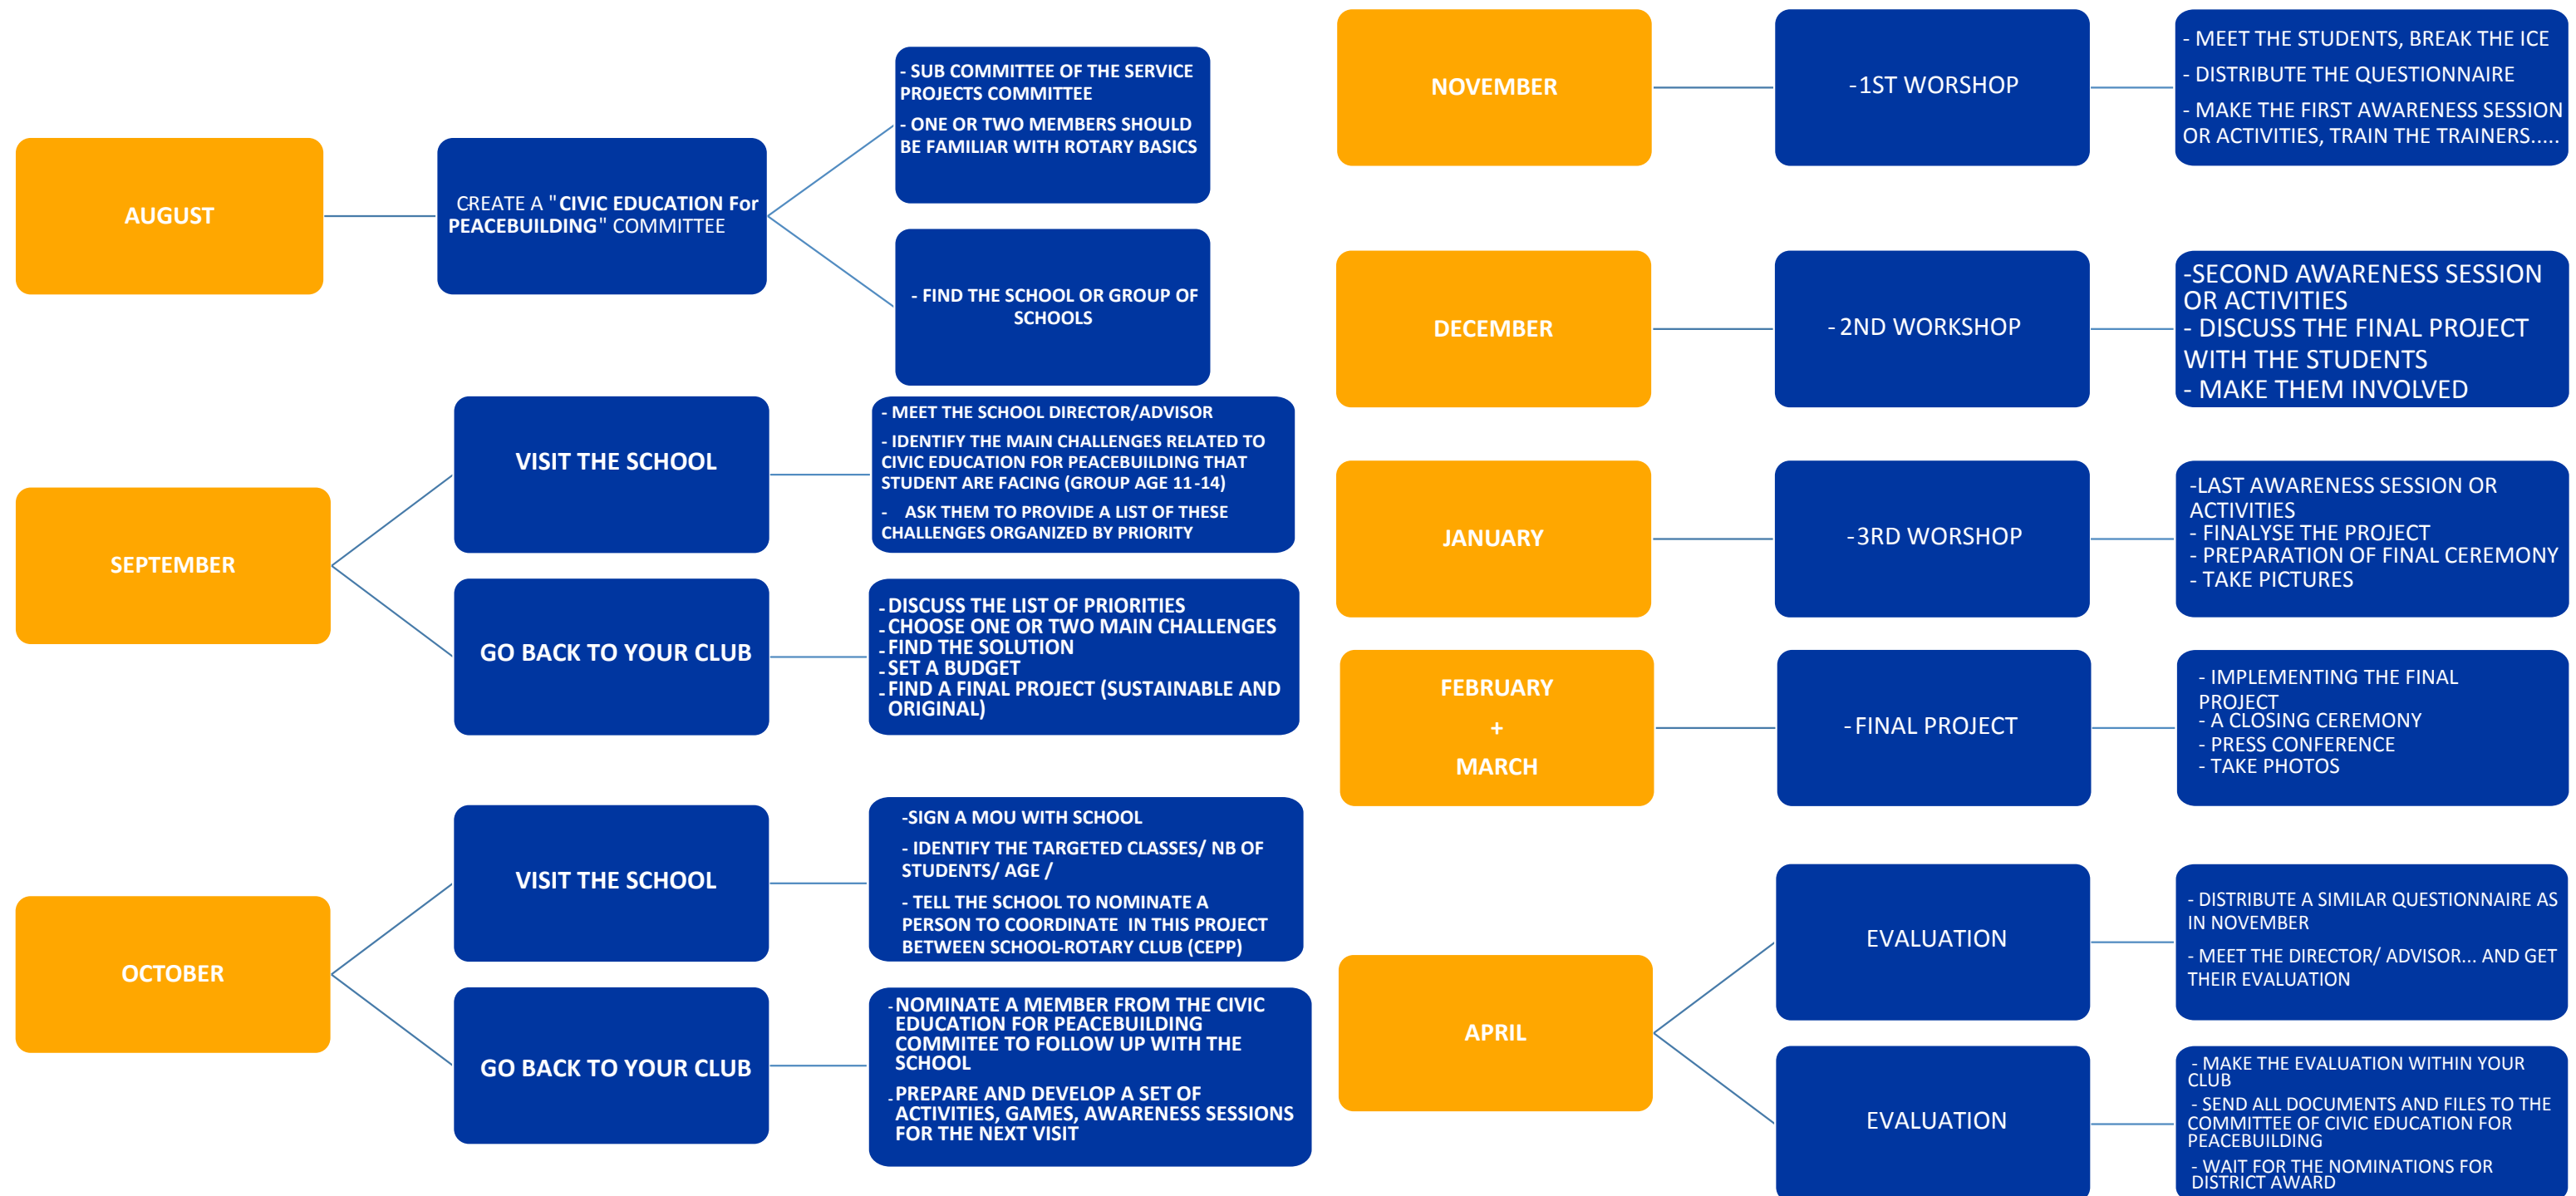 AUGUST
CREATE A "CIVIC EDUCATION For
PEACEBUILDING" COMMITTEE
- SUB COMMITTEE OF THE SERVICE
PROJECTS COMMITTEE
- ONE OR TWO MEMBERS SHOULD
BE FAMILIAR WITH ROTARY BASICS
- FIND THE SCHOOL OR GROUP OF
SCHOOLS
SEPTEMBER
VISIT THE SCHOOL
- MEET THE SCHOOL DIRECTOR/ADVISOR
- IDENTIFY THE MAIN CHALLENGES RELATED TO
CIVIC EDUCATION FOR PEACEBUILDING THAT
STUDENT ARE FACING (GROUP AGE 11-14)
- ASK THEM TO PROVIDE A LIST OF THESE
CHALLENGES ORGANIZED BY PRIORITY
GO BACK TO YOUR CLUB
- DISCUSS THE LIST OF PRIORITIES
- CHOOSE ONE OR TWO MAIN CHALLENGES
- FIND THE SOLUTION
- SET A BUDGET
- FIND A FINAL PROJECT (SUSTAINABLE AND
ORIGINAL)
OCTOBER
VISIT THE SCHOOL
-SIGN A MOU WITH SCHOOL
- IDENTIFY THE TARGETED CLASSES/ NB OF
STUDENTS/ AGE /
- TELL THE SCHOOL TO NOMINATE A
PERSON TO COORDINATE IN THIS PROJECT
BETWEEN SCHOOL-ROTARY CLUB (CEPP)
GO BACK TO YOUR CLUB
- NOMINATE A MEMBER FROM THE CIVIC
EDUCATION FOR PEACEBUILDING
COMMITEE TO FOLLOW UP WITH THE
SCHOOL
- PREPARE AND DEVELOP A SET OF
ACTIVITIES, GAMES, AWARENESS SESSIONS
FOR THE NEXT VISIT
NOVEMBER
-1ST WORSHOP
- MEET THE STUDENTS, BREAK THE ICE
- DISTRIBUTE THE QUESTIONNAIRE
- MAKE THE FIRST AWARENESS SESSION
OR ACTIVITIES, TRAIN THE TRAINERS.....
DECEMBER
- 2ND WORKSHOP
-SECOND AWARENESS SESSION
OR ACTIVITIES
- DISCUSS THE FINAL PROJECT
WITH THE STUDENTS
- MAKE THEM INVOLVED
JANUARY
-3RD WORSHOP
-LAST AWARENESS SESSION OR
ACTIVITIES
- FINALYSE THE PROJECT
- PREPARATION OF FINAL CEREMONY
- TAKE PICTURES
FEBRUARY
+
MARCH
-FINAL PROJECT
- IMPLEMENTING THE FINAL
PROJECT
- A CLOSING CEREMONY
- PRESS CONFERENCE
- TAKE PHOTOS
APRIL
EVALUATION
- DISTRIBUTE A SIMILAR QUESTIONNAIRE AS
IN NOVEMBER
- MEET THE DIRECTOR/ ADVISOR... AND GET
THEIR EVALUATION
EVALUATION
- MAKE THE EVALUATION WITHIN YOUR
CLUB
- SEND ALL DOCUMENTS AND FILES TO THE
COMMITTEE OF CIVIC EDUCATION FOR
PEACEBUILDING
- WAIT FOR THE NOMINATIONS FOR
DISTRICT AWARD